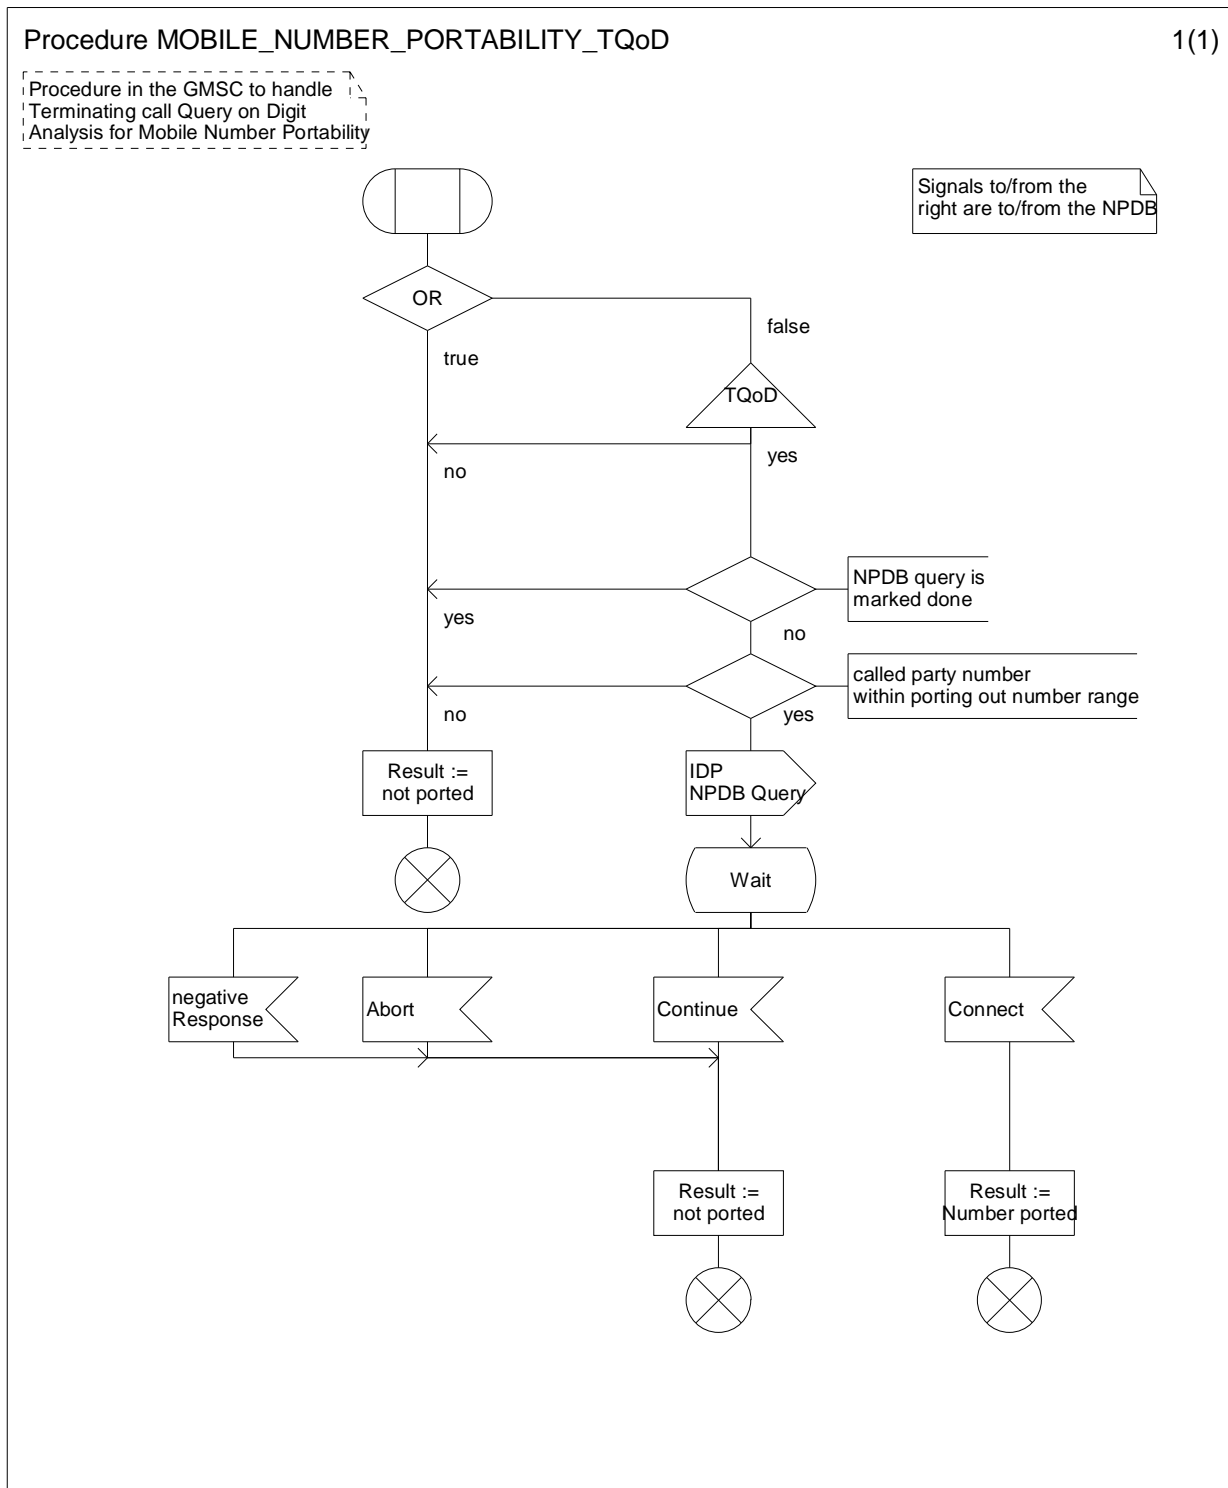 Procedure MOBILE_NUMBER_PORTABILITY_TQoD
1(1)
Procedure in the GMSC to handle
Terminating call Query on Digit
Analysis for Mobile Number Portability
Signals to/from the
right are to/from the NPDB
OR
false
true
TQoD
yes
no
NPDB query is
marked done
yes
no
called party number
within porting out number range
no
yes
Result :=
not ported
IDP
NPDB Query
Wait
negative
Response
Abort
Continue
Connect
Result :=
not ported
Result :=
Number ported